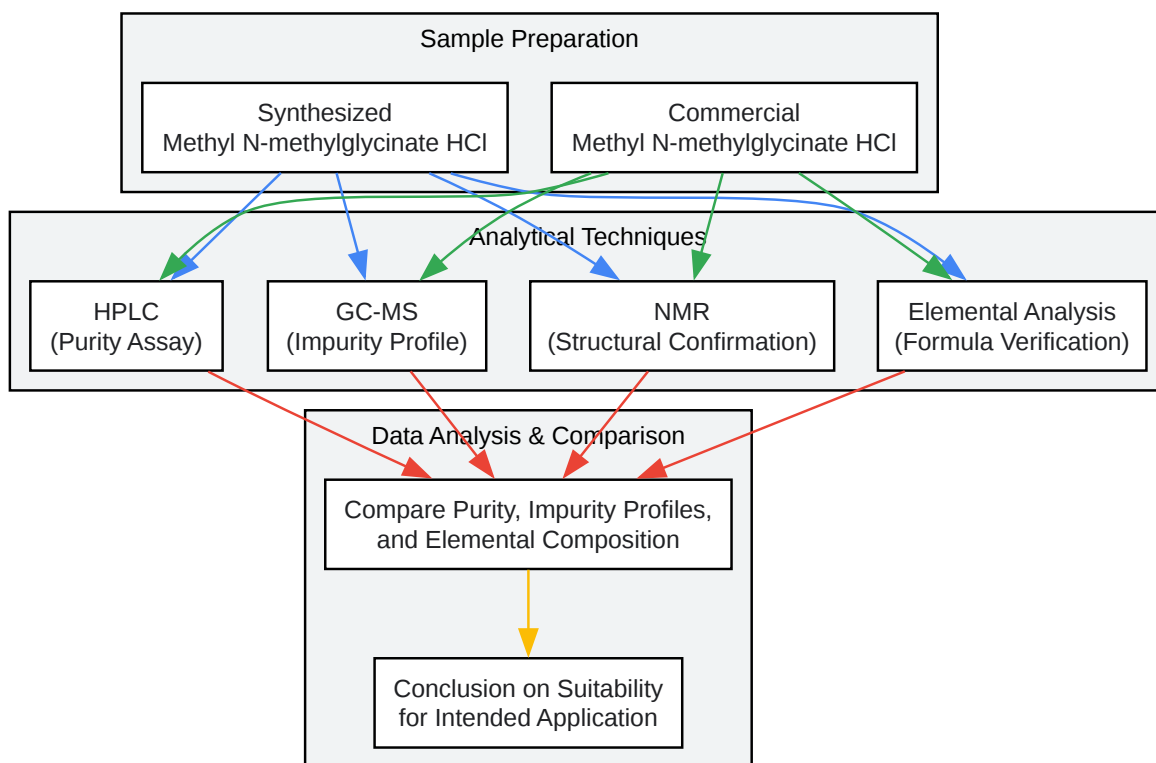 Sample Preparation
Synthesized
Methyl N-methylglycinate HCl
Commercial
Methyl N-methylglycinate HCl
Analytical Techniques
HPLC
(Purity Assay)
GC-MS
(Impurity Profile)
NMR
(Structural Confirmation)
Elemental Analysis
(Formula Verification)
Data Analysis & Comparison
Compare Purity, Impurity Profiles,
and Elemental Composition
Conclusion on Suitability
for Intended Application